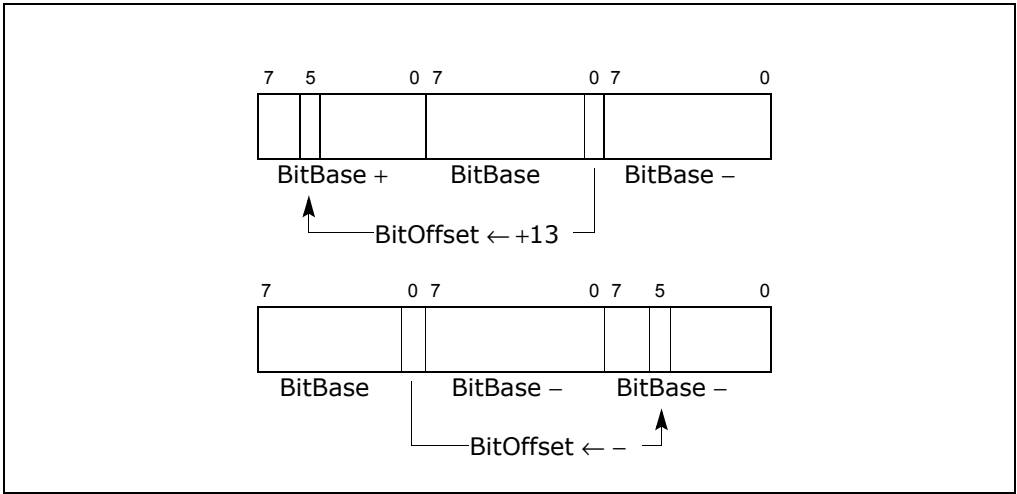 7 5 0 7 0 7 0
BitBase + BitBase BitBase −
BitOffset ← +13
7 0 7 0 7 5 0
BitBase BitBase − BitBase −
BitOffset ← −